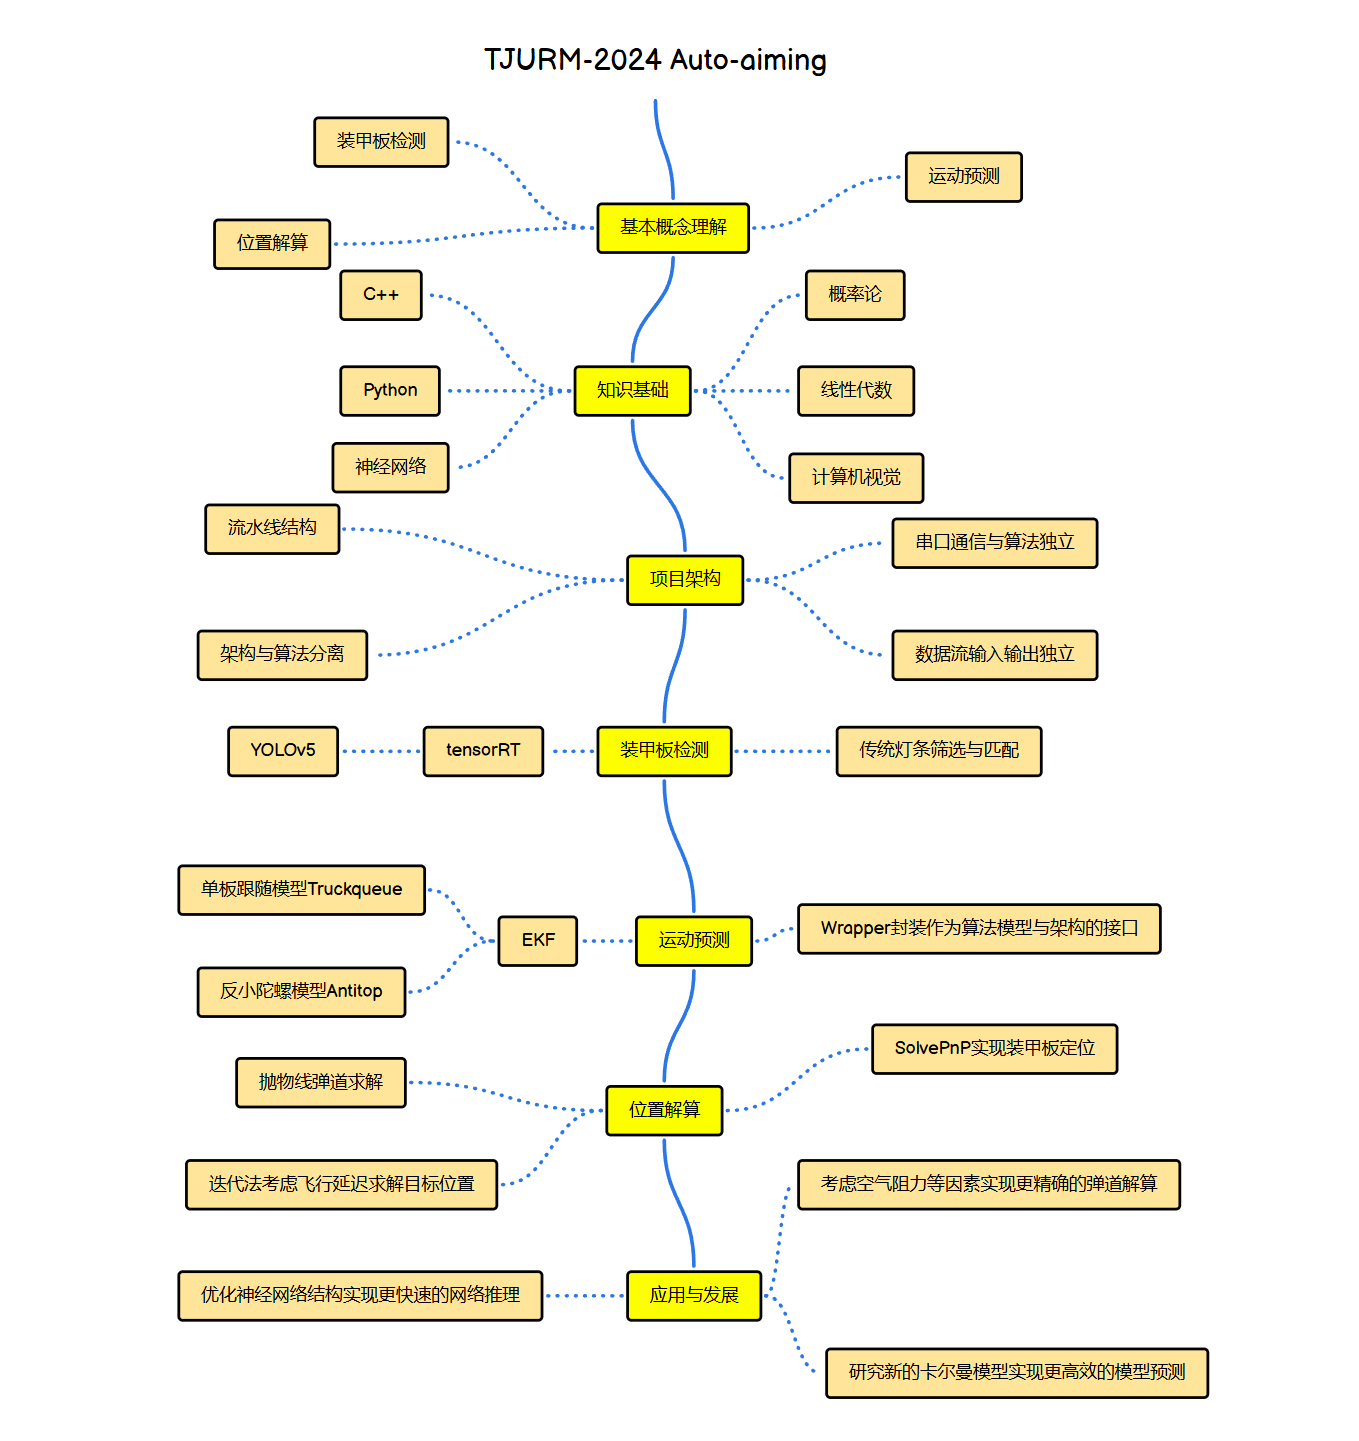 TJURM-2024 Auto-aiming
装甲板检测
运动预测
基本概念理解
位置解算
C++
概率论
Python
知识基础
线性代数
神经网络
计算机视觉
流水线结构
串口通信与算法独立
项目架构
架构与算法分离
数据流输入输出独立
YOLOv5
tensorRT
装甲板检测
传统灯条筛选与匹配
单板跟随模型Truckqueue
Wrapper封装作为算法模型与架构的接口
EKF
运动预测
反小陀螺模型Antitop
SolvePnP实现装甲板定位
抛物线弹道求解
位置解算
迭代法考虑飞行延迟求解目标位置
考虑空气阻力等因素实现更精确的弹道解算
优化神经网络结构实现更快速的网络推理
应用与发展
研究新的卡尔曼模型实现更高效的模型预测